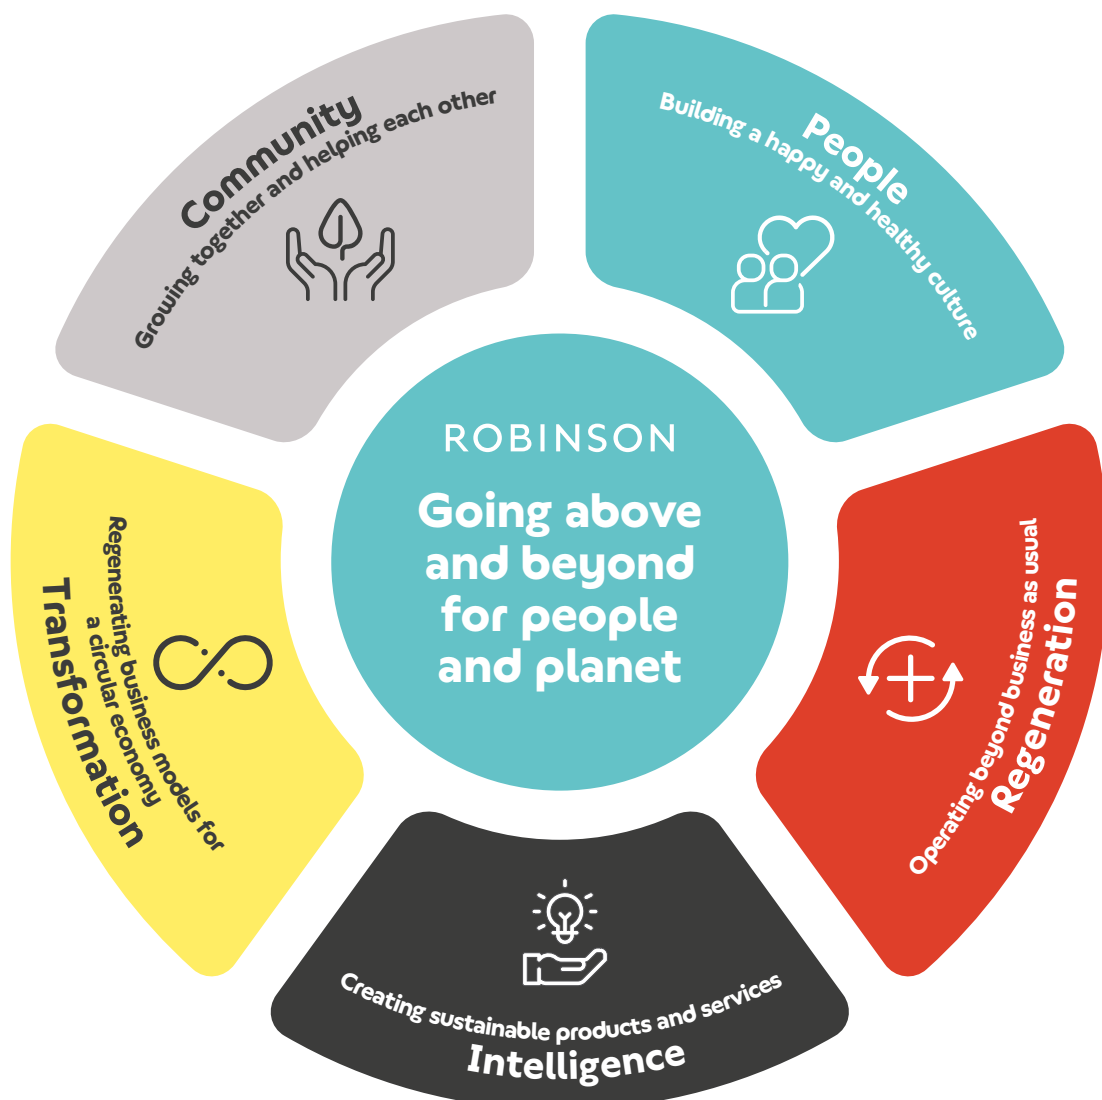 ROBINSON
Going above
and beyond
for people
and planet
People
Building a happy and healthy culture
Operating beyond business as usual
Regeneration
Creating sustainable products and services
Intelligence
Regenerating business models for
a circular economy
Transformation
Community
Growing together and helping each other